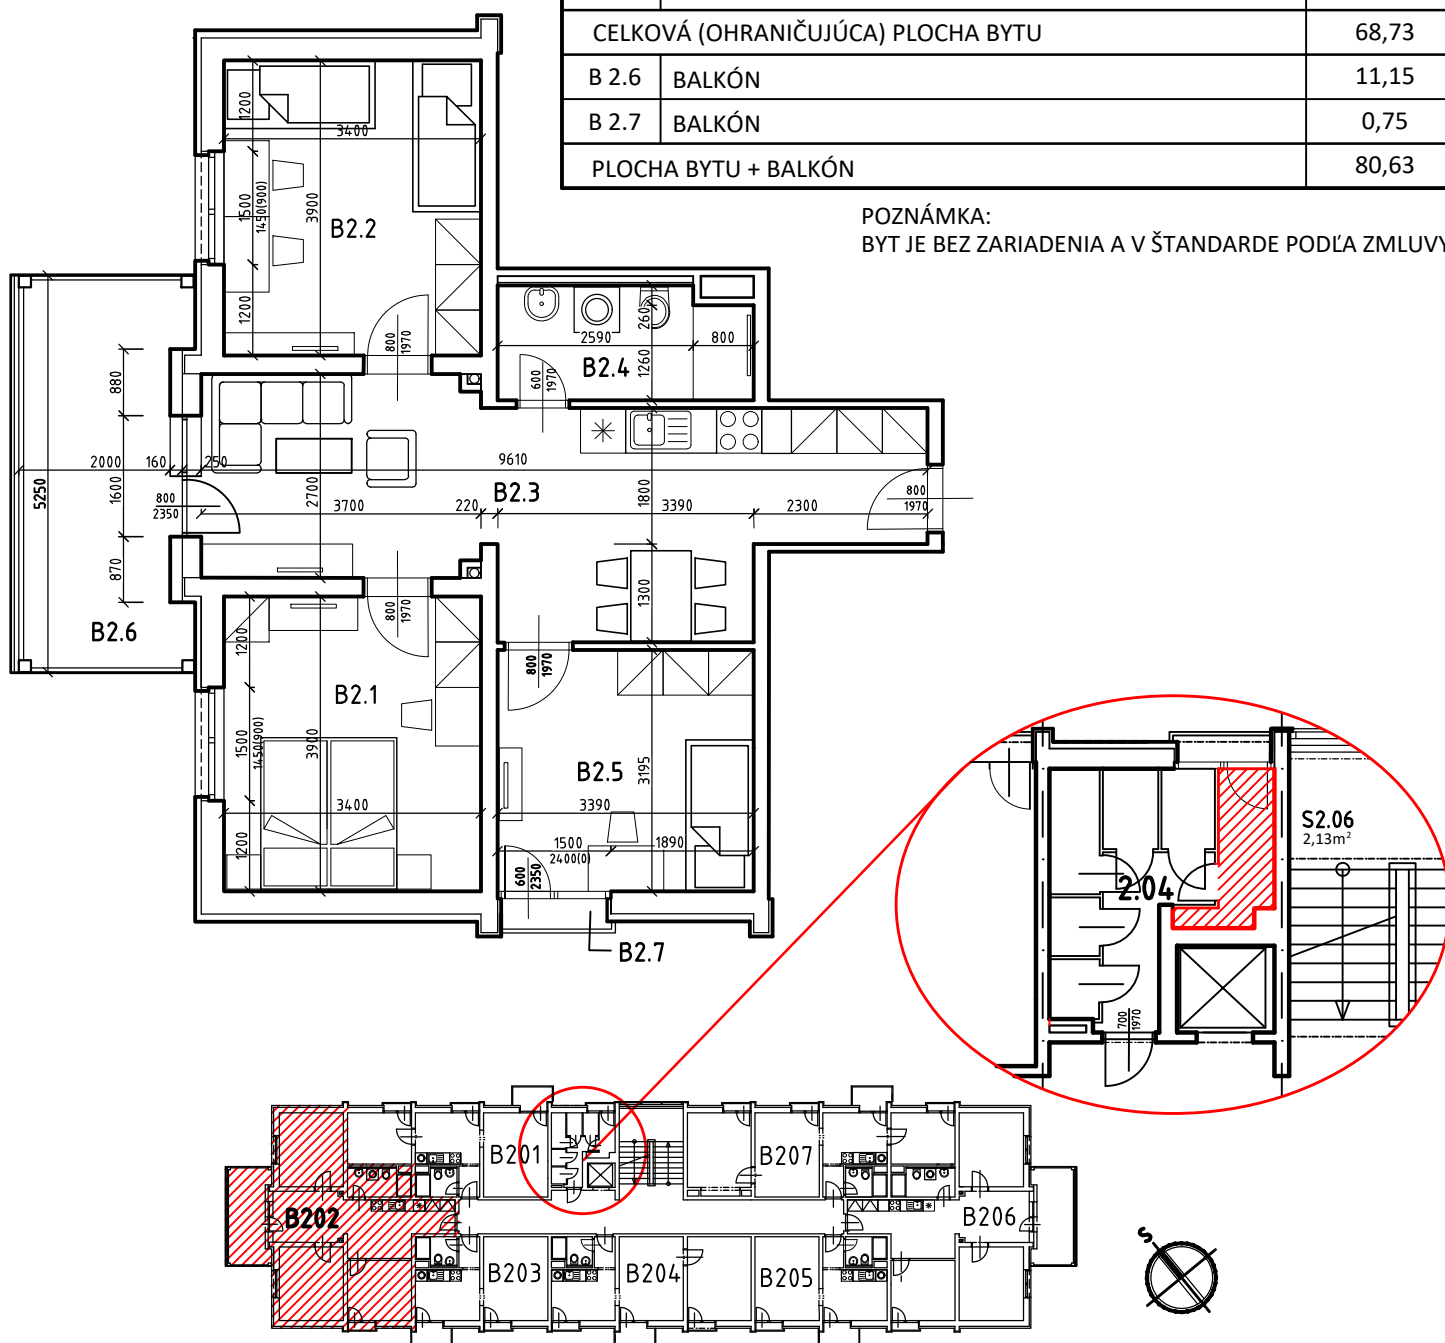 CELKOVÁ (OHRANIČUJÚCA) PLOCHA BYTU 68,73
B 2.6 BALKÓN 11,15
B 2.7 BALKÓN 0,75
PLOCHA BYTU + BALKÓN 80,63
POZNÁMKA:
BYT JE BEZ ZARIADENIA A V ŠTANDARDE PODĽA ZMLUVY
1200
3400
1500
1450(900)
3900
B2.2
1200
800
1970
2590
800
260
1260
B2.4
600
1970
880
2000
160
250
1600
5250
800
2350
2700
9610
B2.3
3700
220
1800
3390
2300
800
1970
870
B2.6
800
1970
1300
1200
B2.1
1500
1450(900)
3900
3400
1200
800
1970
B2.5
3195
3390
1500
2400(0)
1890
600
2350
B2.7
S2.06
2,13m²
2.04
700
1970
B201
B207
B202
B206
B203
B204
B205
S